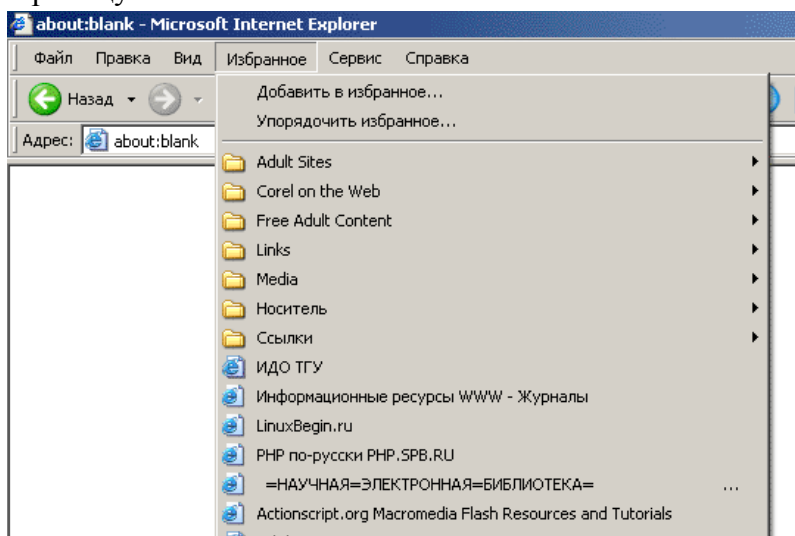 about:blank - Microsoft Internet Explorer
Файл Правка Вид Избранное Сервис Справка
Назад
Добавить в избранное...
Упорядочить избранное...
Адрес: about:blank
Adult Sites
Corel on the Web
Free Adult Content
Links
Media
Носитель
Ссылки
ИДО ТГУ
Информационные ресурсы WWW - Журналы
LinuxBegin.ru
PHP по-русски PHP.SPB.RU
=НАУЧНАЯ=ЭЛЕКТРОННАЯ=БИБЛИОТЕКА= ...
Actionscript.org Macromedia Flash Resources and Tutorials